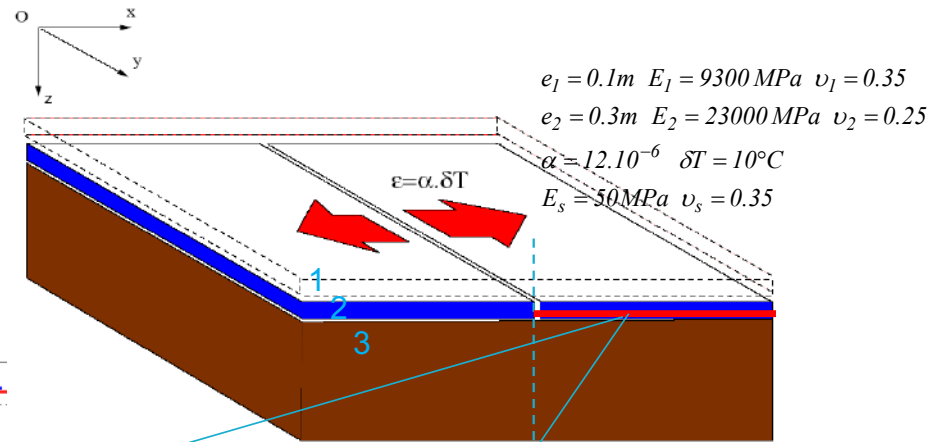 O
x
y
z
e₁ = 0.1m E₁ = 9300 MPa υ₁ = 0.35
e₂ = 0.3m E₂ = 23000 MPa υ₂ = 0.25
α = 12.10⁻⁶ δT = 10°C
Eₛ = 50MPa υₛ = 0.35
ε=α.δT
1
2
3